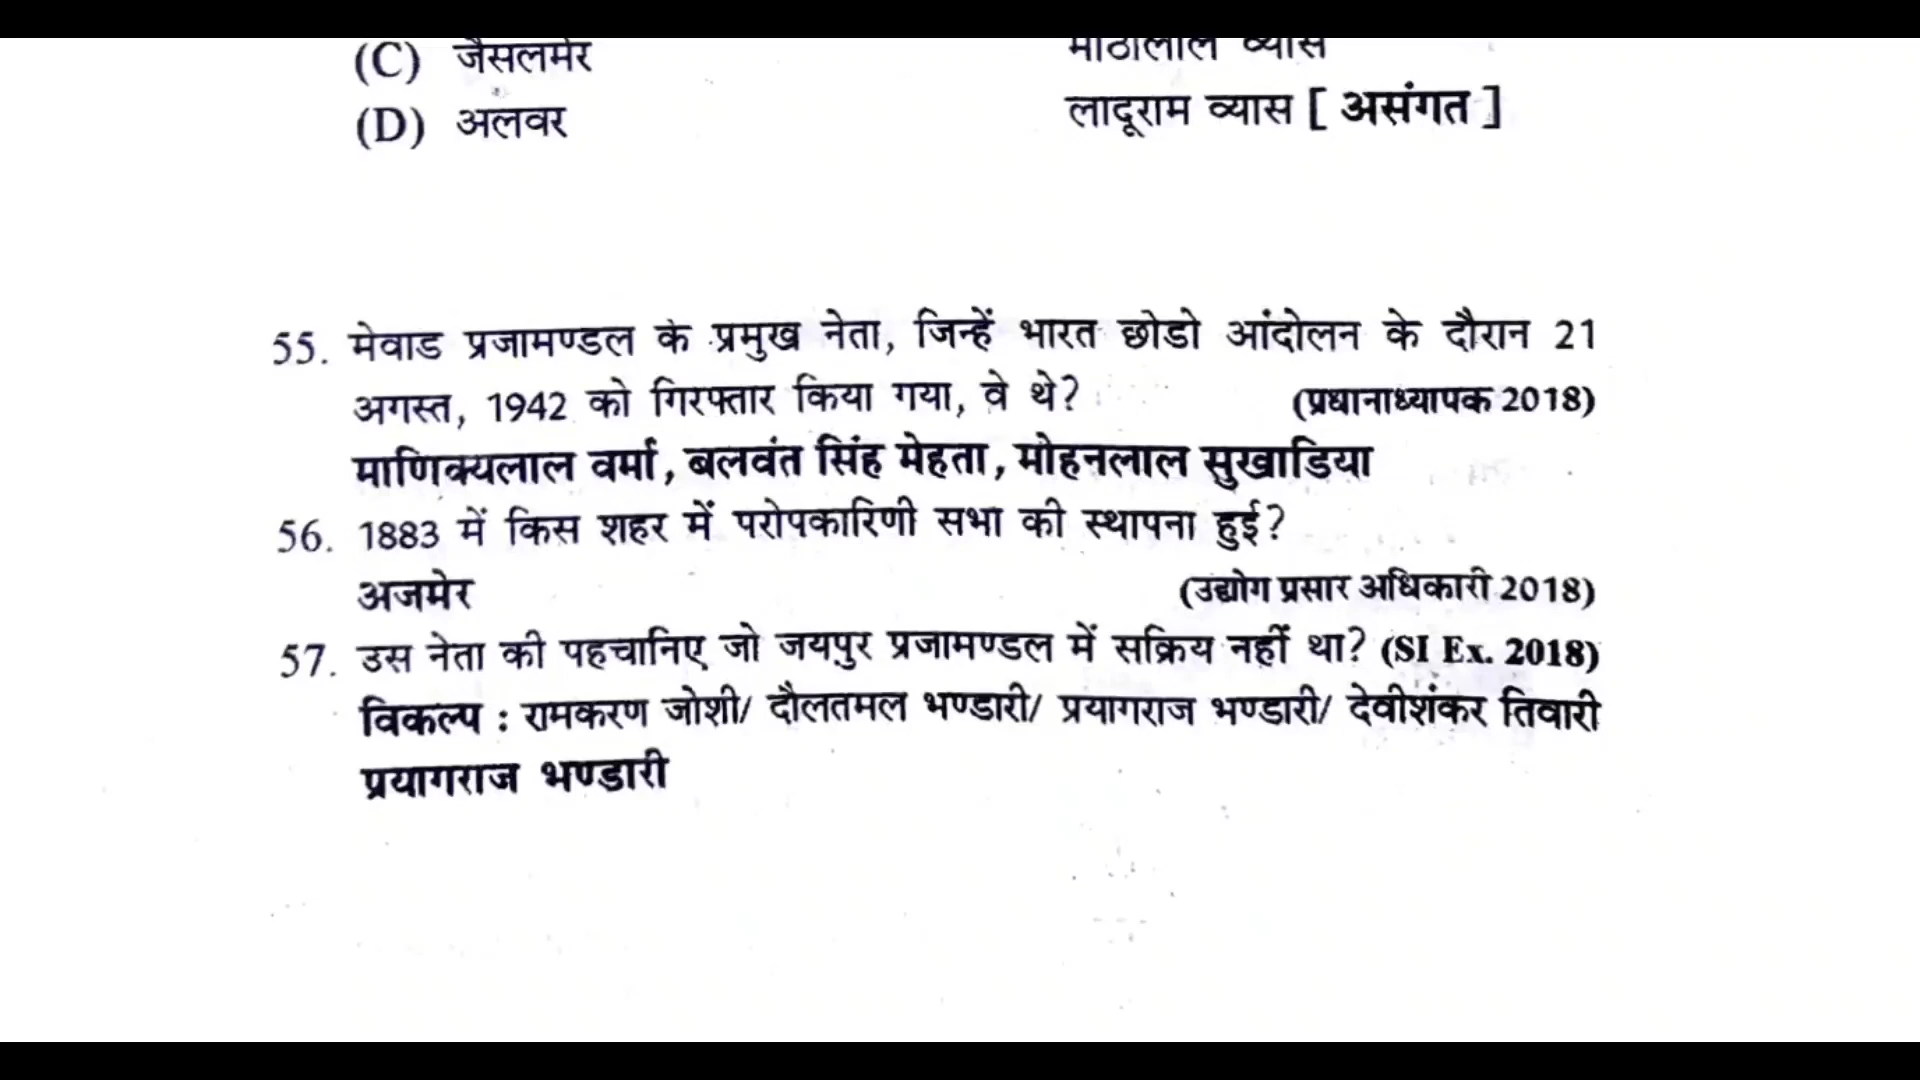 (C) जैसलमेर
मीठालाल व्यास
(D) अलवर
लादूराम व्यास [ असंगत ]
55. मेवाड प्रजामण्डल के प्रमुख नेता, जिन्हें भारत छोडो आंदोलन के दौरान 21
अगस्त, 1942 को गिरफ्तार किया गया, वे थे? (प्रधानाध्यापक 2018)
माणिक्यलाल वर्मा, बलवंत सिंह मेहता, मोहनलाल सुखाडिया
56. 1883 में किस शहर में परोपकारिणी सभा की स्थापना हुई?
अजमेर (उद्योग प्रसार अधिकारी 2018)
57. उस नेता की पहचानिए जो जयपुर प्रजामण्डल में सक्रिय नहीं था? (SI Ex. 2018)
विकल्प : रामकरण जोशी/ दौलतमल भण्डारी/ प्रयागराज भण्डारी/ देवीशंकर तिवारी
प्रयागराज भण्डारी